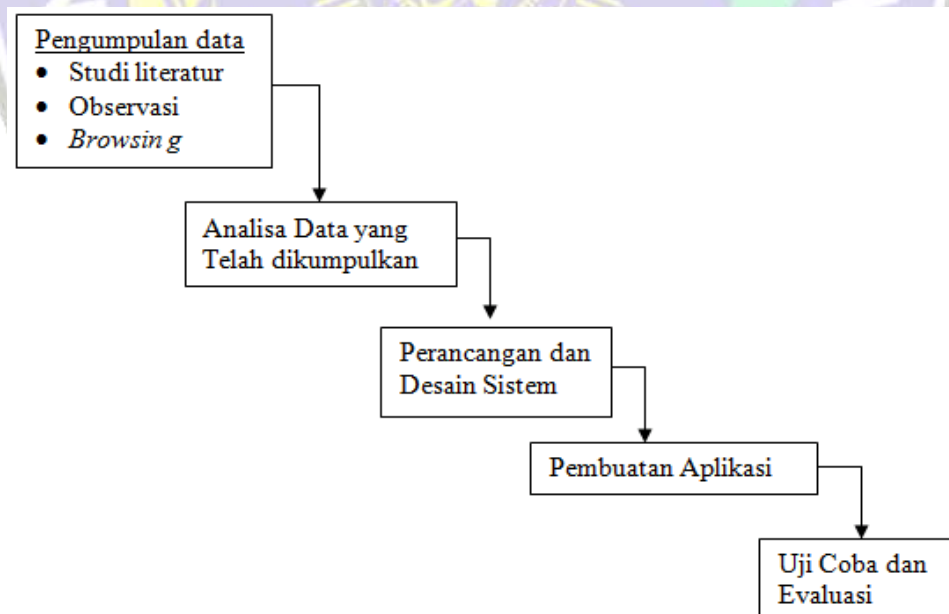 Pengumpulan data
• Studi literatur
• Observasi
• Browsin g
Analisa Data yang
Telah dikumpulkan
Perancangan dan
Desain Sistem
Pembuatan Aplikasi
Uji Coba dan
Evaluasi